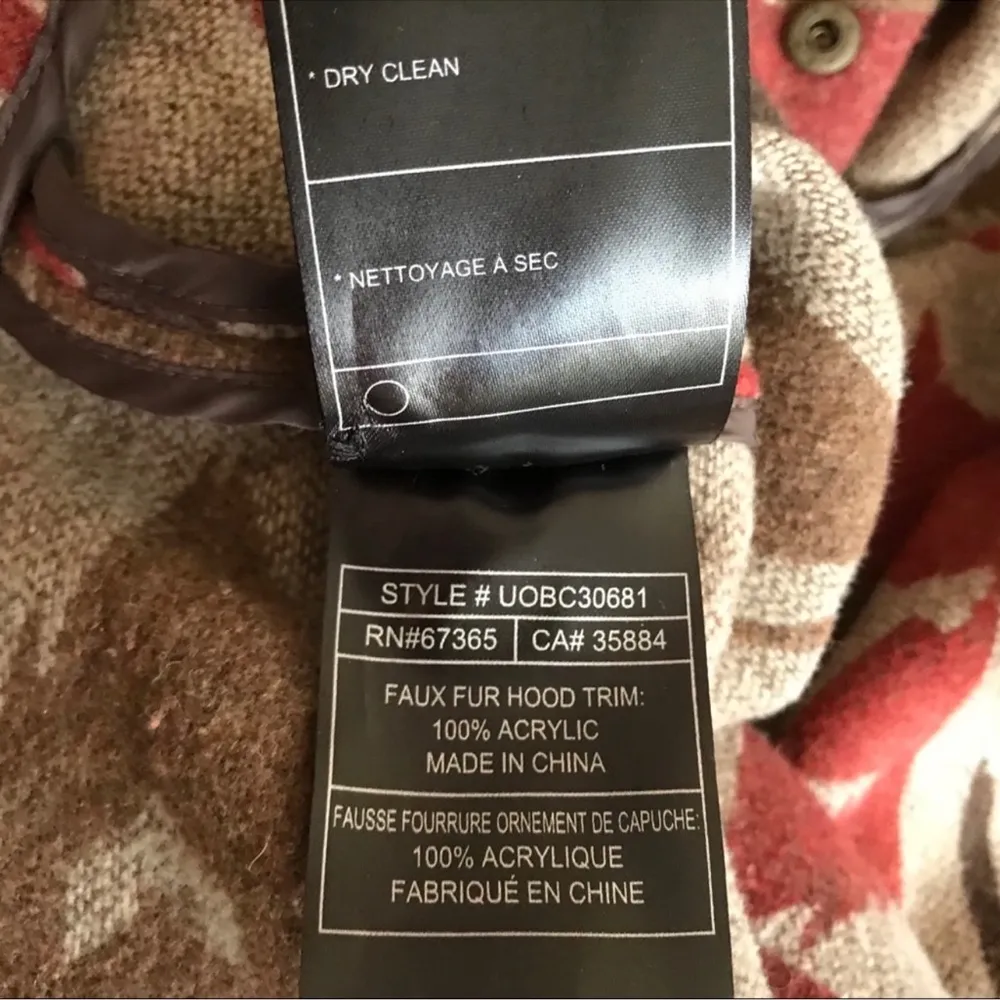 * DRY CLEAN
* NETTOYAGE À SEC
STYLE # UOBC30681
RN#67365 | CA# 35884
FAUX FUR HOOD TRIM:
100% ACRYLIC
MADE IN CHINA
FAUSSE FOURRURE ORNEMENT DE CAPUCHE:
100% ACRYLIQUE
FABRIQUÉ EN CHINE